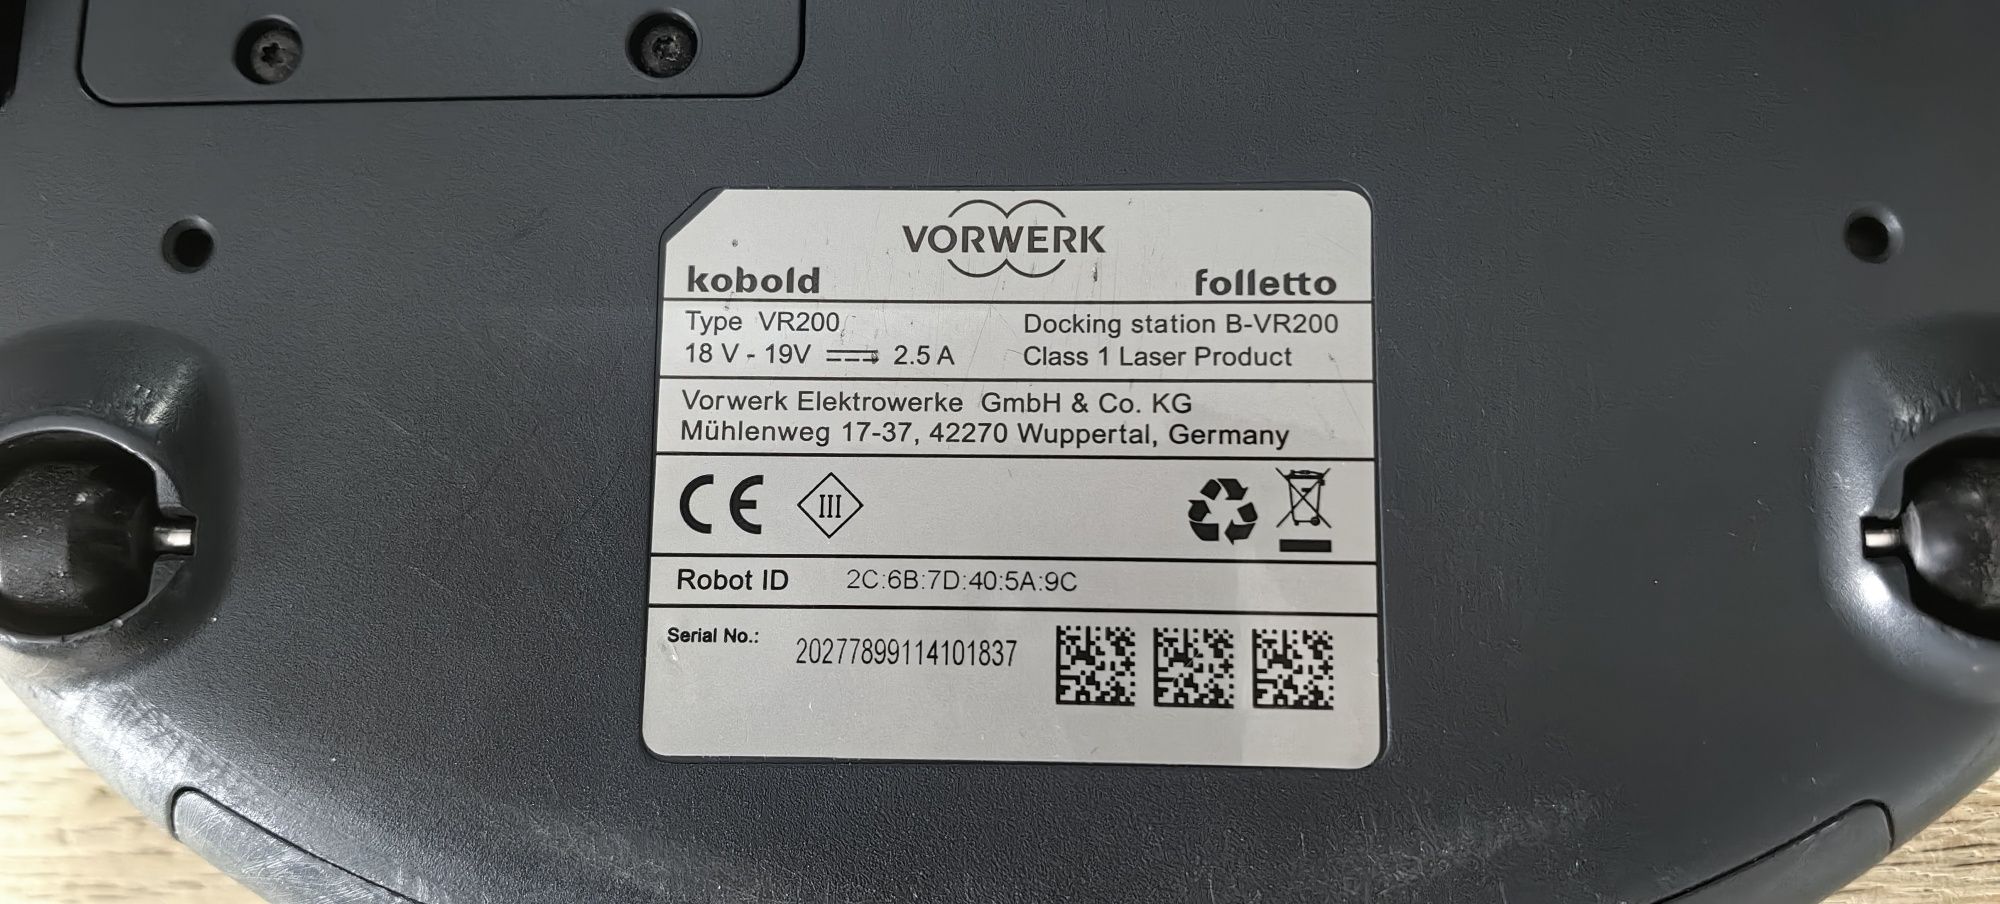 VORWERK
kobold folletto
Type VR200 Docking station B-VR200
18 V - 19V 2.5 A Class 1 Laser Product
Vorwerk Elektrowerke GmbH & Co. KG
Mühlenweg 17-37, 42270 Wuppertal, Germany
CE III
Robot ID 2C:6B:7D:40:5A:9C
Serial No.: 20277899114101837